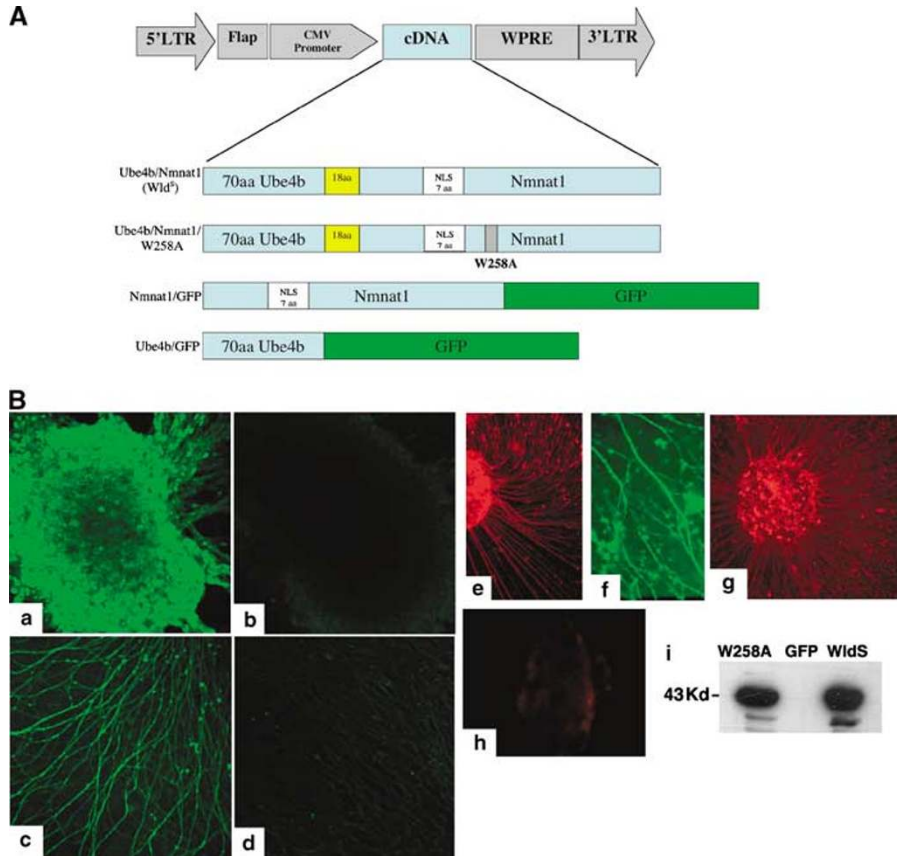 A
5'LTR Flap CMV Promoter cDNA WPRE 3'LTR
Ube4b/Nmnat1 (Wld^S) 70aa Ube4b 18aa NLS 7 aa Nmnat1
Ube4b/Nmnat1/ W258A 70aa Ube4b 18aa NLS 7 aa Nmnat1
W258A
Nmnat1/GFP NLS 7 aa Nmnat1 GFP
Ube4b/GFP 70aa Ube4b GFP
B
a
b
c
d
e
f
g
h
i
W258A GFP WldS
43Kd-